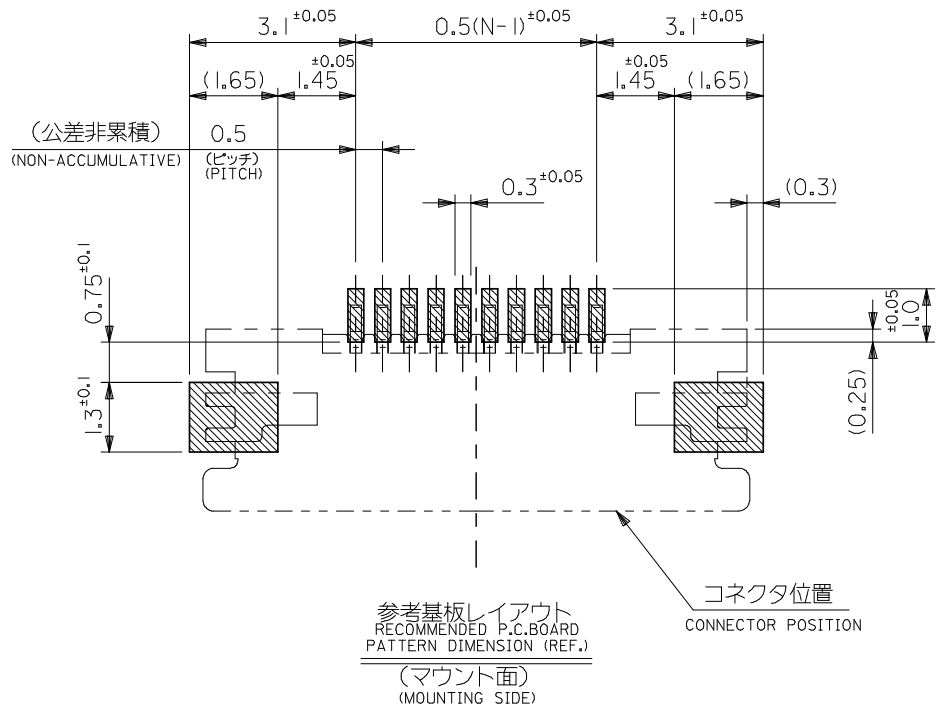 3.1±0.05
0.5(N-1)±0.05
3.1±0.05
(1.65)
1.45±0.05
1.45±0.05
(1.65)
(公差非累積)
(NON-ACCUMULATIVE)
0.5
(ピッチ)
(PITCH)
0.3±0.05
(0.3)
0.75±0.1
1.0±0.05
1.3±0.1
(0.25)
コネクタ位置
CONNECTOR POSITION
参考基板レイアウト
RECOMMENDED P.C.BOARD
PATTERN DIMENSION (REF.)
(マウント面)
(MOUNTING SIDE)